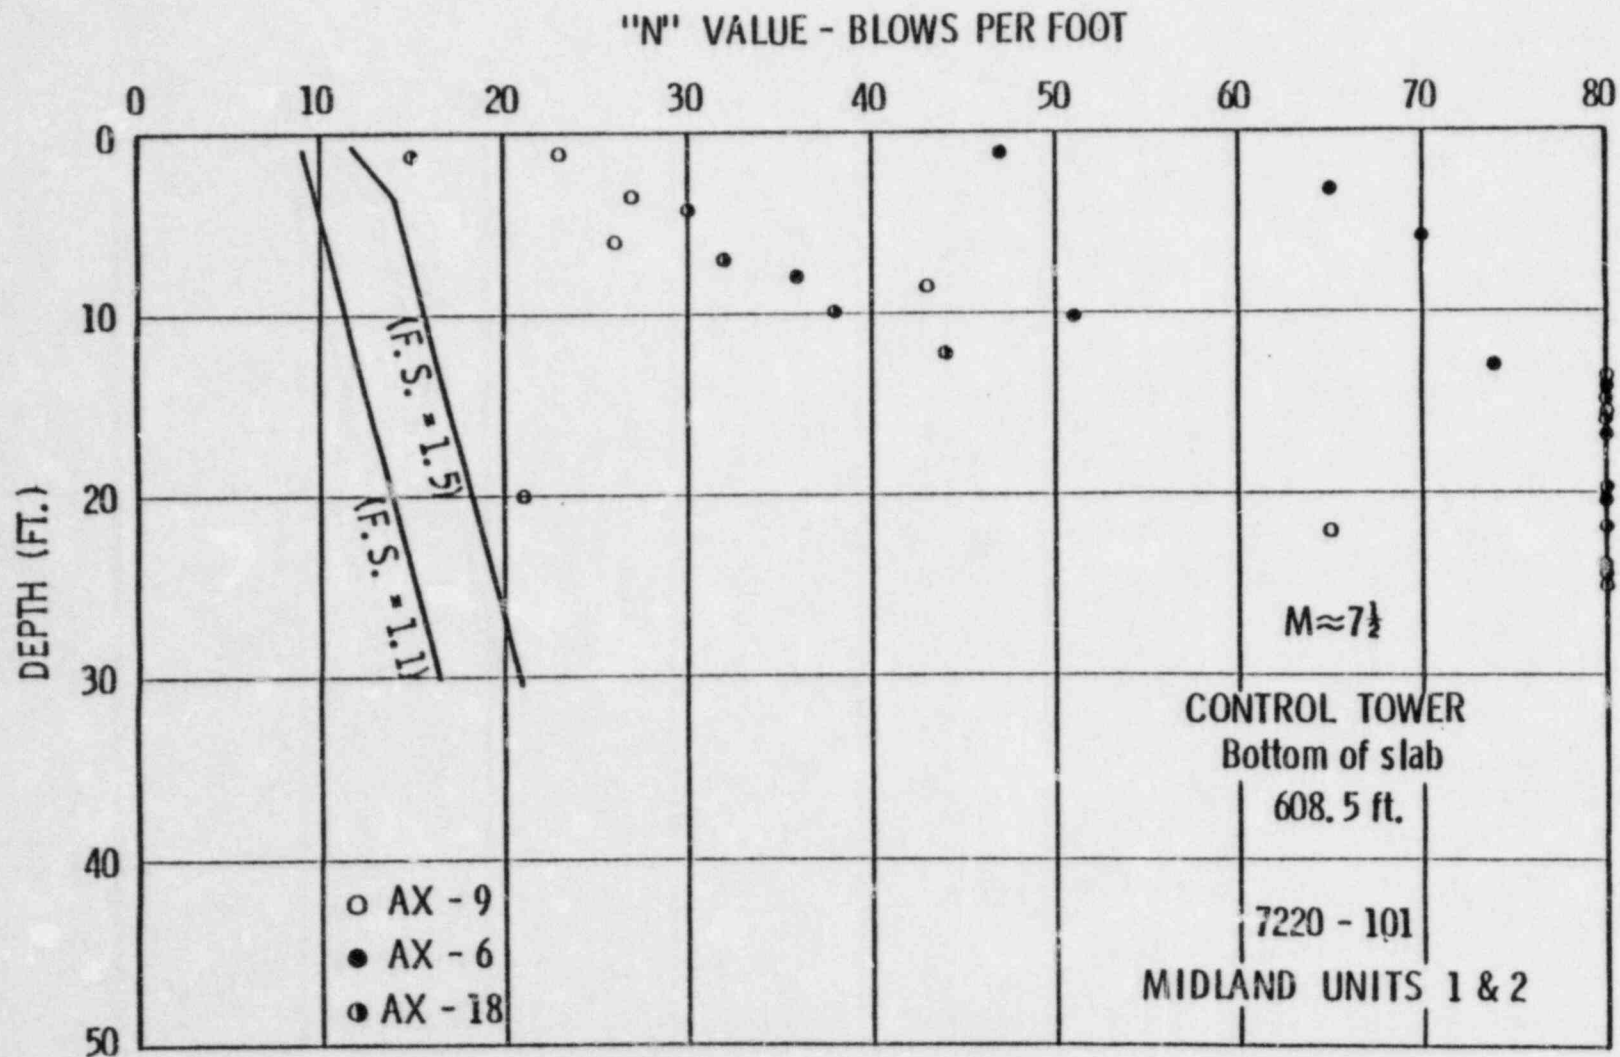 "N" VALUE - BLOWS PER FOOT
0 10 20 30 40 50 60 70 80
0
10
20
30
40
50
DEPTH (FT.)
(F. S. = 1.5)
(F. S. = 1.1)
M≈7½
CONTROL TOWER
Bottom of slab
608.5 ft.
7220 - 101
MIDLAND UNITS 1 & 2
AX - 9
AX - 6
AX - 18